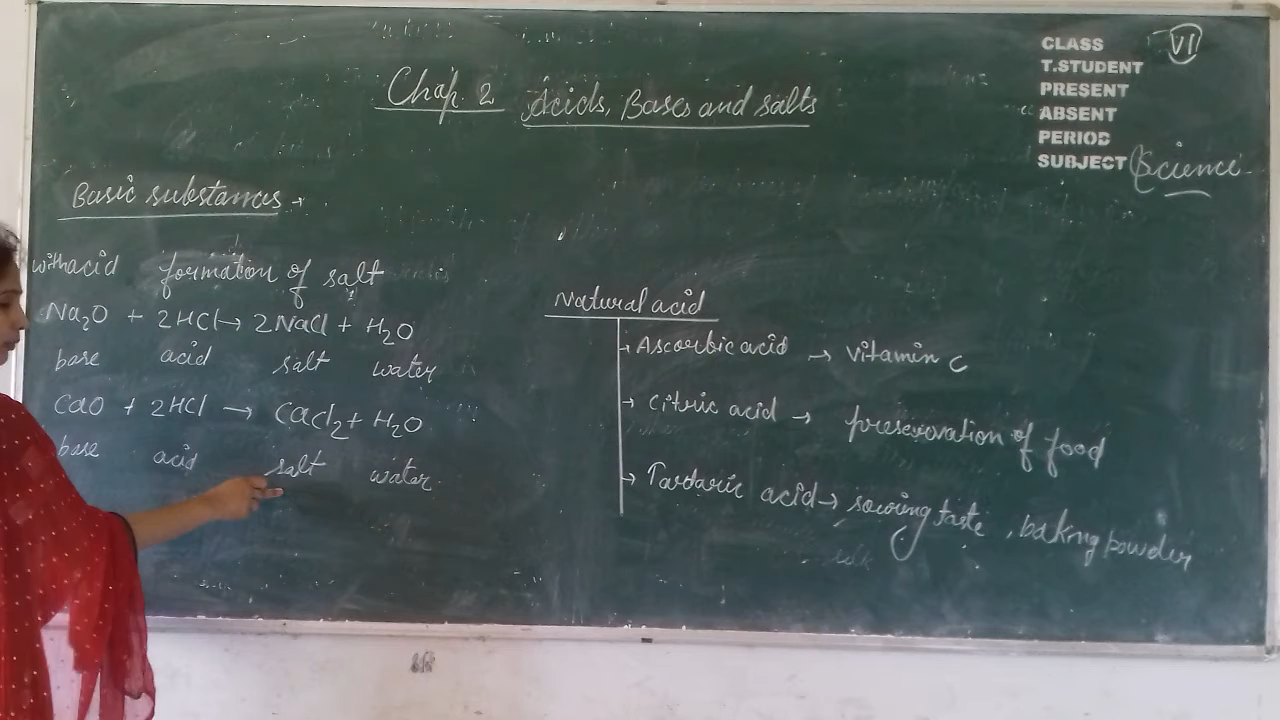 Chap. 2 Acids, Bases and salts
CLASS VI
T.STUDENT
PRESENT
ABSENT
PERIOD
SUBJECT Science
Basic substances
with acid formation of salt
Na₂O + 2HCl → 2NaCl + H₂O
base acid salt water
CaO + 2HCl → CaCl₂ + H₂O
base acid salt water
Natural acid
→ Ascorbic acid → vitamin C
→ Citric acid → preservation of food
→ Tartaric acid → souring taste, baking powder